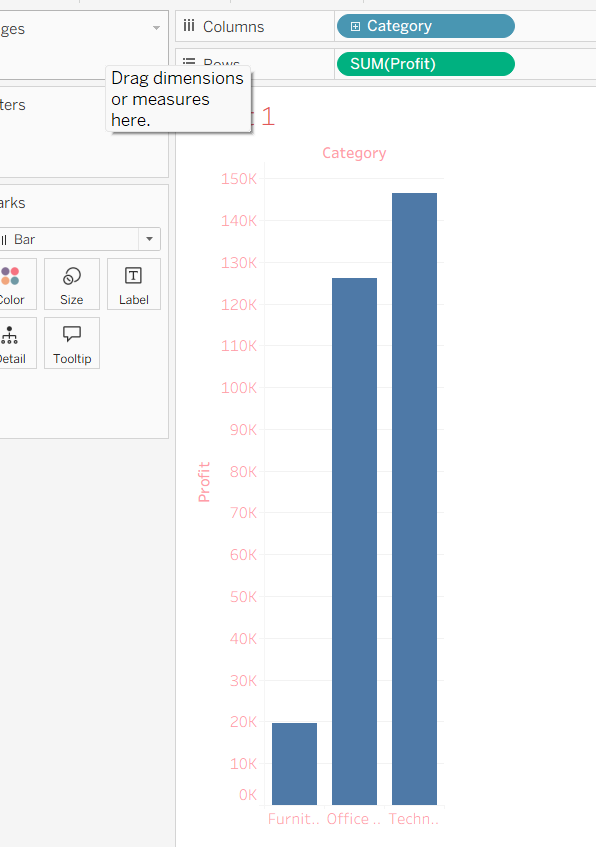 ges
Columns
Category
Rows
SUM(Profit)
Drag dimensions
or measures
here.
ters
1
arks
Bar
Color
Size
Label
Detail
Tooltip
Category
150K
140K
130K
120K
110K
100K
90K
80K
70K
60K
50K
40K
30K
20K
10K
0K
Profit
Furnit.. Office .. Techn..